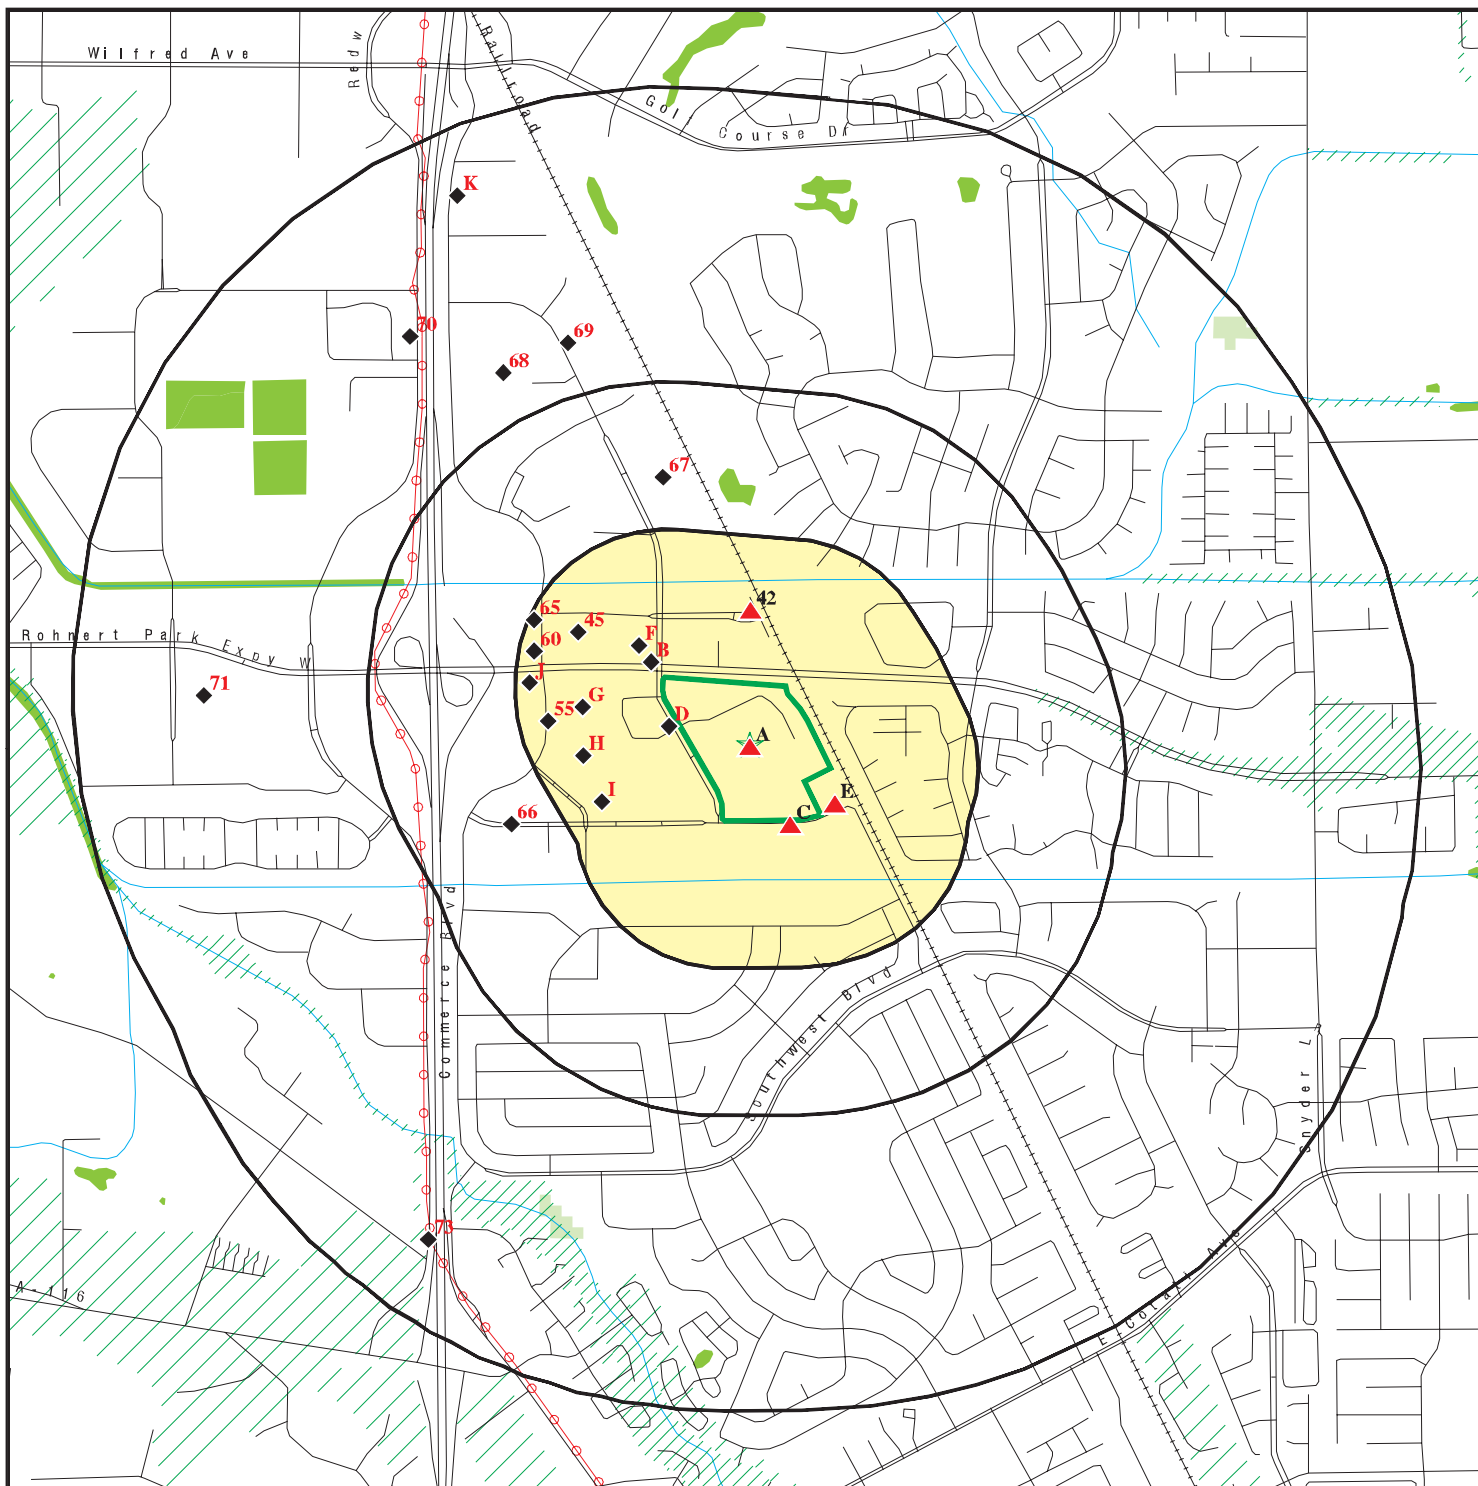 Wilfred Ave
Redw
Railroad
Golf Course Dr
K
70
69
68
67
42
65
45
60
F
B
Rohnert Park Expy W
J
71
G
55
D
A
H
I
E
C
66
Commerce Blvd
Southwest Blvd
Snyder L
73
A-116
E Cotati Ave